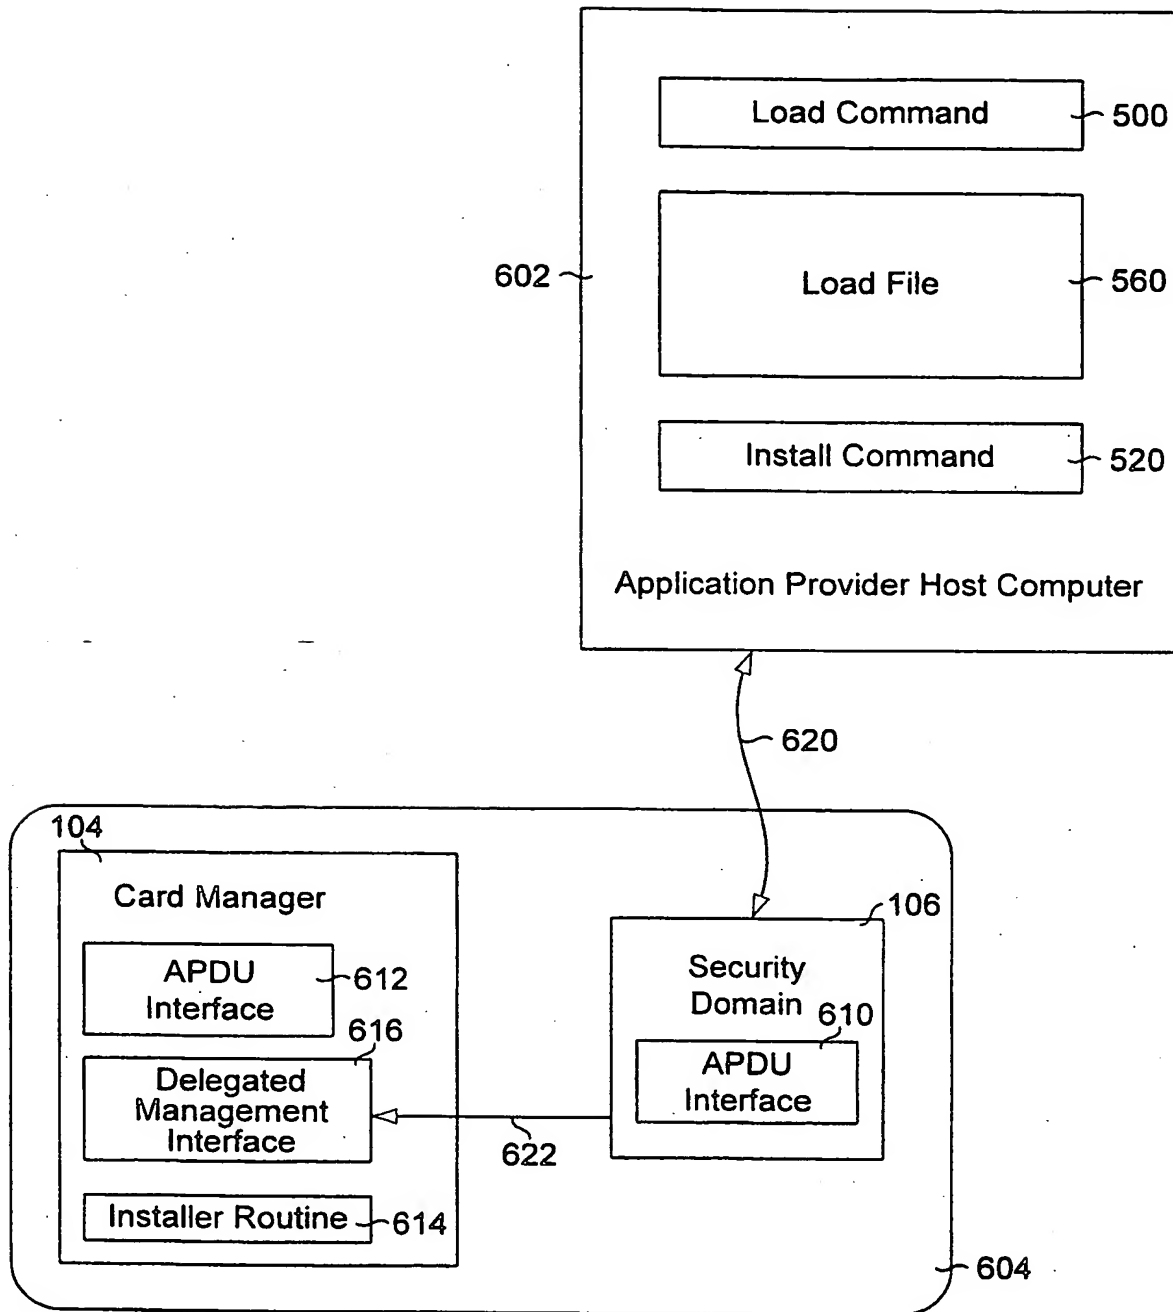 Load Command
500
Load File
560
602
Install Command
520
Application Provider Host Computer
620
104
Card Manager
APDU
Interface
612
616
Delegated
Management
Interface
622
Installer Routine
614
106
Security
Domain
610
APDU
Interface
604